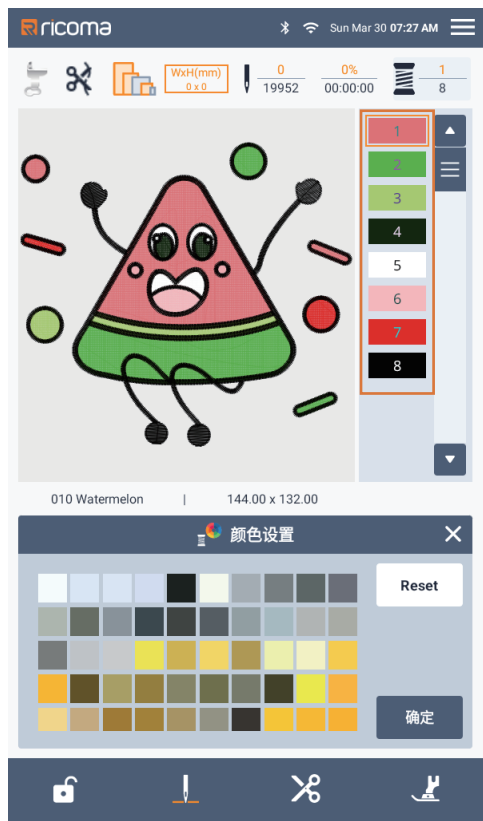 ricoma
Sun Mar 30 07:27 AM
WxH(mm)
0 x 0
0
19952
0%
00:00:00
1
8
1
2
3
4
5
6
7
8
010 Watermelon | 144.00 x 132.00
颜色设置
Reset
确定